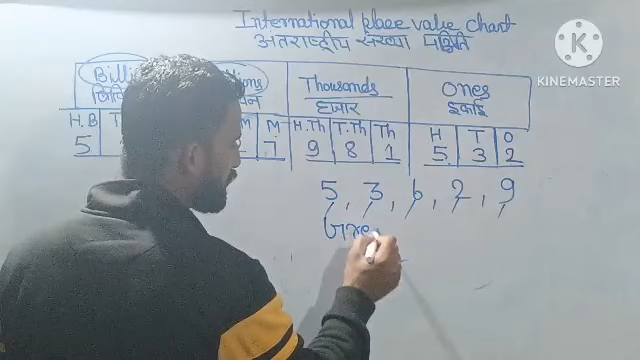 International place value chart
अंतराष्ट्रीय संख्या पद्धति
Thousands
Ones
हजार
इकाई
H.B
M
H.Th
T.Th
Th
H
T
O
5
7
9
8
1
5
3
2
5, 3, 6, 2, 9
Gre
KINEMASTER